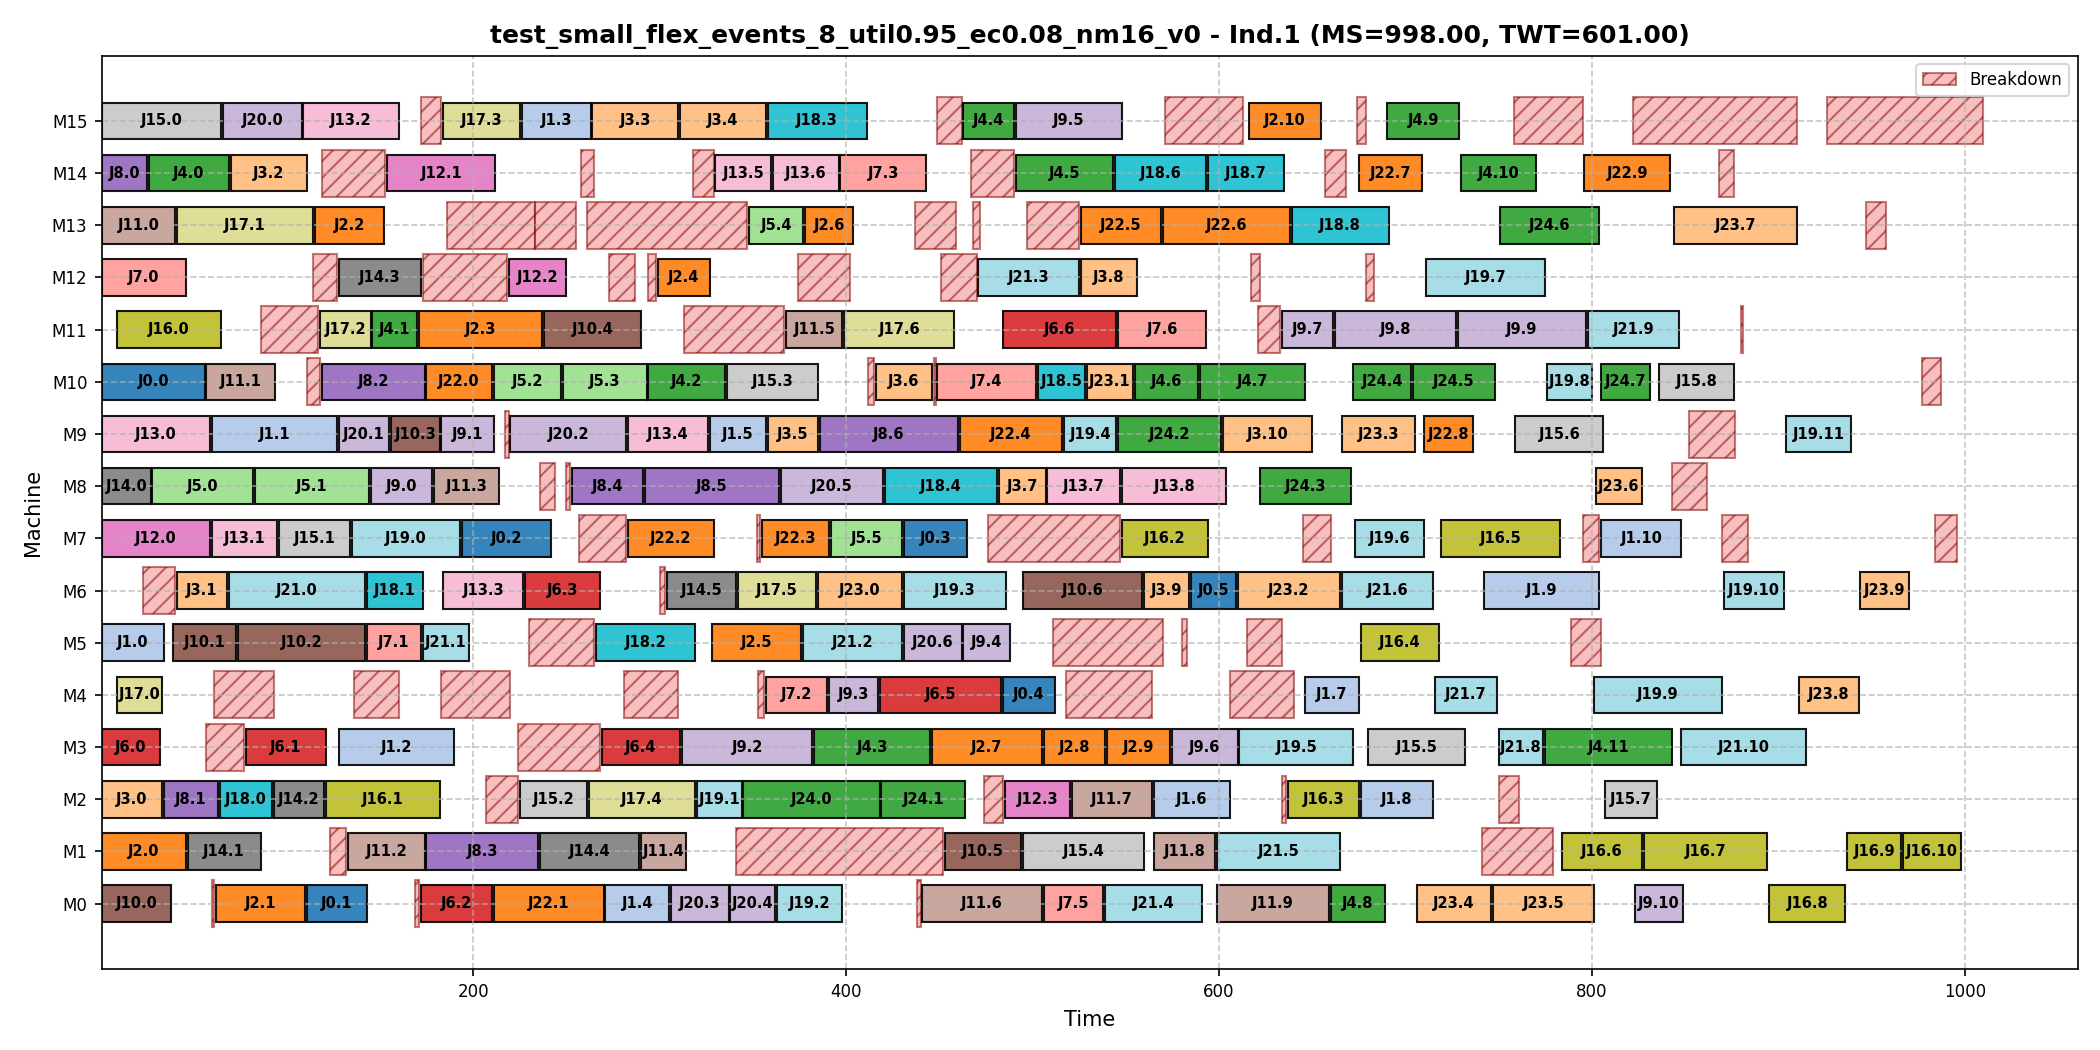 test_small_flex_events_8_util0.95_ec0.08_nm16_v0 - Ind.1 (MS=998.00, TWT=601.00)
Breakdown
M15 J15.0 J20.0 J13.2 J17.3 J1.3 J3.3 J3.4 J18.3 J4.4 J9.5 J2.10 J4.9
M14 J8.0 J4.0 J3.2 J12.1 J13.5 J13.6 J7.3 J4.5 J18.6 J18.7 J22.7 J4.10 J22.9
M13 J11.0 J17.1 J2.2 J5.4 J2.6 J22.5 J22.6 J18.8 J24.6 J23.7
M12 J7.0 J14.3 J12.2 J2.4 J21.3 J3.8 J19.7
M11 J16.0 J17.2 J4.1 J2.3 J10.4 J11.5 J17.6 J6.6 J7.6 J9.7 J9.8 J9.9 J21.9
M10 J0.0 J11.1 J8.2 J22.0 J5.2 J5.3 J4.2 J15.3 J3.6 J7.4 J18.5 J23.1 J4.6 J4.7 J24.4 J24.5 J19.8 J24.7 J15.8
M9 J13.0 J1.1 J20.1 J10.3 J9.1 J20.2 J13.4 J1.5 J3.5 J8.6 J22.4 J19.4 J24.2 J3.10 J23.3 J22.8 J15.6 J19.11
M8 J14.0 J5.0 J5.1 J9.0 J11.3 J8.4 J8.5 J20.5 J18.4 J3.7 J13.7 J13.8 J24.3 J23.6
M7 J12.0 J13.1 J15.1 J19.0 J0.2 J22.2 J22.3 J5.5 J0.3 J16.2 J19.6 J16.5 J1.10
M6 J3.1 J21.0 J18.1 J13.3 J6.3 J14.5 J17.5 J23.0 J19.3 J10.6 J3.9 J0.5 J23.2 J21.6 J1.9 J19.10 J23.9
M5 J1.0 J10.1 J10.2 J7.1 J21.1 J18.2 J2.5 J21.2 J20.6 J9.4 J16.4
M4 J17.0 J7.2 J9.3 J6.5 J0.4 J1.7 J21.7 J19.9 J23.8
M3 J6.0 J6.1 J1.2 J6.4 J9.2 J4.3 J2.7 J2.8 J2.9 J9.6 J19.5 J15.5 J21.8 J4.11 J21.10
M2 J3.0 J8.1 J18.0 J14.2 J16.1 J15.2 J17.4 J19.1 J24.0 J24.1 J12.3 J11.7 J1.6 J16.3 J1.8 J15.7
M1 J2.0 J14.1 J11.2 J8.3 J14.4 J11.4 J10.5 J15.4 J11.8 J21.5 J16.6 J16.7 J16.9 J16.10
M0 J10.0 J2.1 J0.1 J6.2 J22.1 J1.4 J20.3 J20.4 J19.2 J11.6 J7.5 J21.4 J11.9 J4.8 J23.4 J23.5 J9.10 J16.8
200 400 600 800 1000
Time
Machine